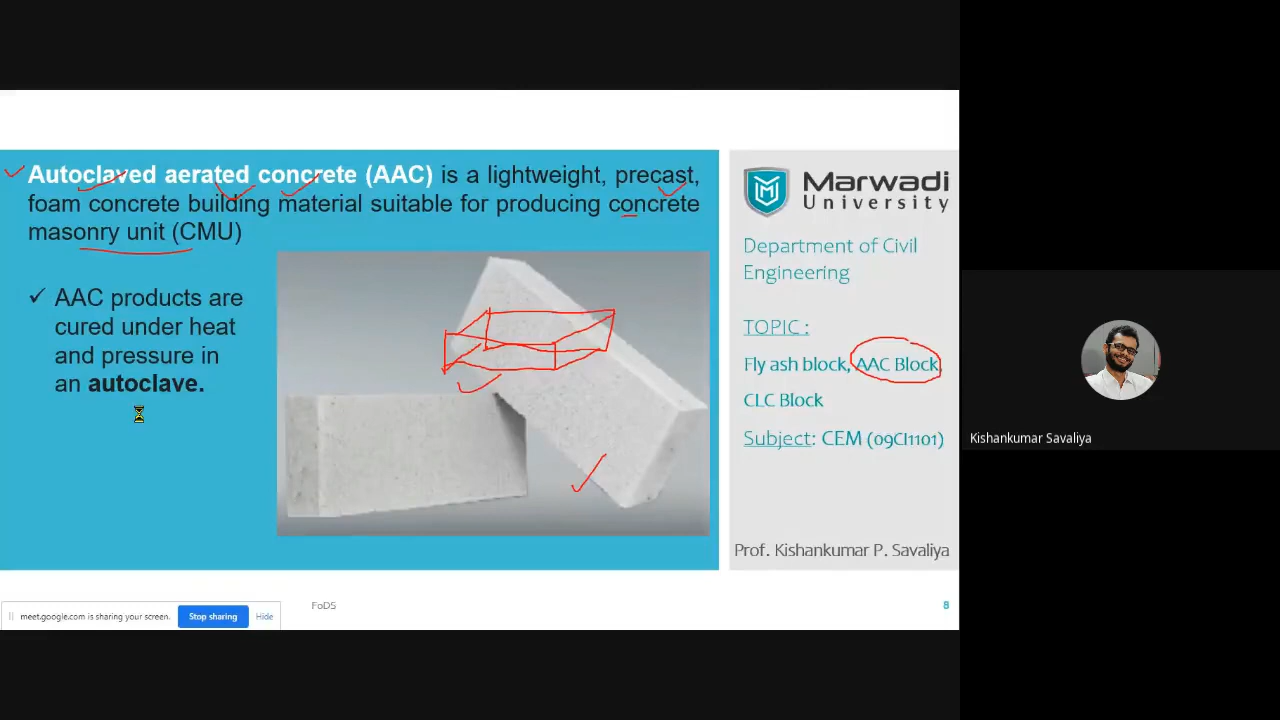 Autoclaved aerated concrete (AAC) is a lightweight, precast,
foam concrete building material suitable for producing concrete
masonry unit (CMU)
✓ AAC products are
cured under heat
and pressure in
an autoclave.
Marwadi
University
Department of Civil
Engineering
TOPIC :
Fly ash block, AAC Block,
CLC Block
Subject: CEM (09CI1101)
Prof. Kishankumar P. Savaliya
Kishankumar Savaliya
meet.google.com is sharing your screen.
Stop sharing
Hide
FoDS
8